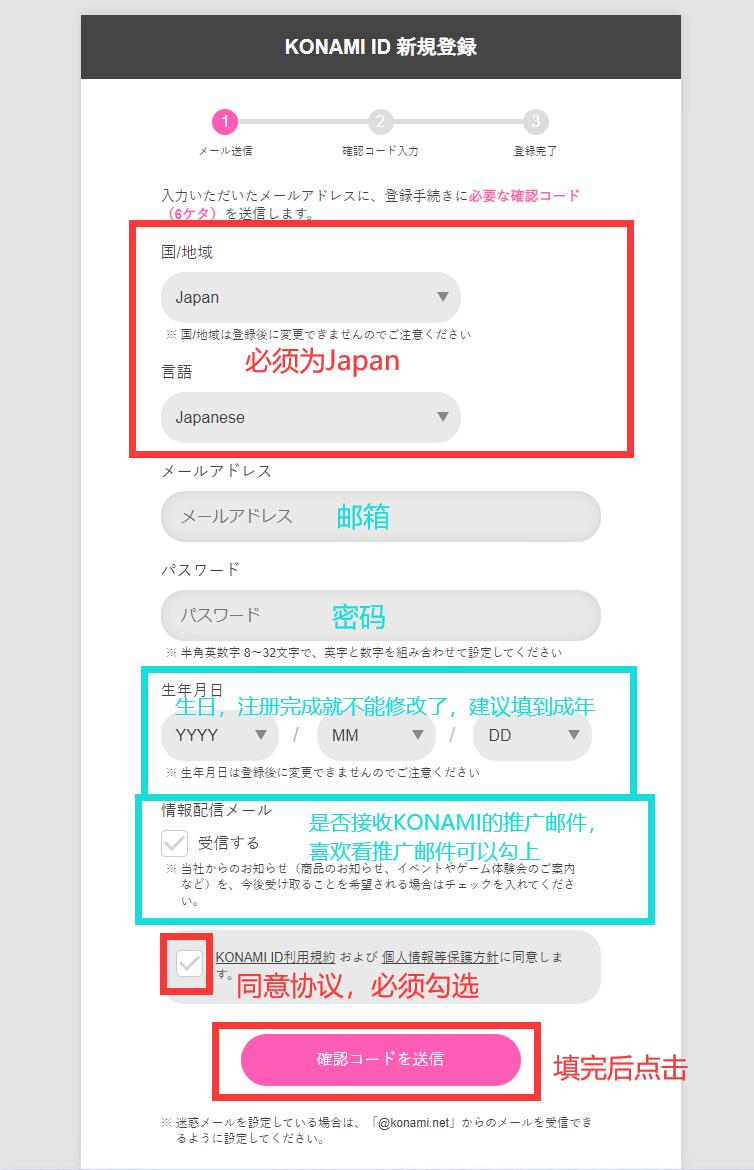 KONAMI ID 新規登録
1
2
3
メール送信
確認コード入力
登録完了
入力いただいたメールアドレスに、登録手続きに必要な確認コード
（6ケタ）を送信します。
国/地域
Japan
※ 国/地域は登録後に変更できませんのでご注意ください
必须为Japan
言語
Japanese
メールアドレス
メールアドレス
邮箱
パスワード
パスワード
密码
※ 半角英数字 8〜32文字で、英字と数字を組み合わせて設定してください
生年月日
生日，注册完成就不能修改了，建议填到成年
YYYY
/
MM
/
DD
※ 生年月日は登録後に変更できませんのでご注意ください
情報配信メール
是否接收KONAMI的推广邮件，
受信する
喜欢看推广邮件可以勾上
※ 当社からのお知らせ（商品のお知らせ、イベントやゲーム体験会のご案内
など）を、今後受け取ることを希望される場合はチェックを入れてくださ
い。
KONAMI ID利用規約 および 個人情報等保護方針に同意しま
す。
同意协议，必须勾选
確認コードを送信
填完后点击
※ 迷惑メールを設定している場合は、「@konami.net」からのメールを受信でき
るように設定してください。